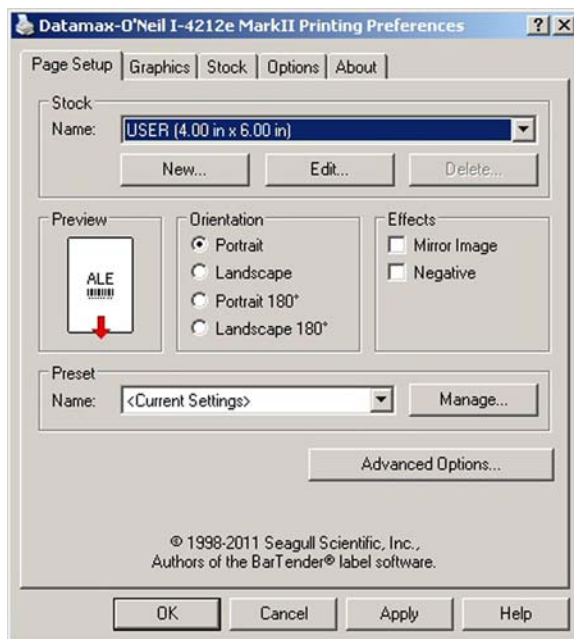 Datamax-O'Neil I-4212e MarkII Printing Preferences
Page Setup Graphics Stock Options About
Stock
Name: USER (4.00 in x 6.00 in)
New... Edit... Delete...
Preview
ALE
Orientation
Portrait
Landscape
Portrait 180°
Landscape 180°
Effects
Mirror Image
Negative
Preset
Name: <Current Settings> Manage...
Advanced Options...
© 1998-2011 Seagull Scientific, Inc.,
Authors of the BarTender® label software.
OK Cancel Apply Help